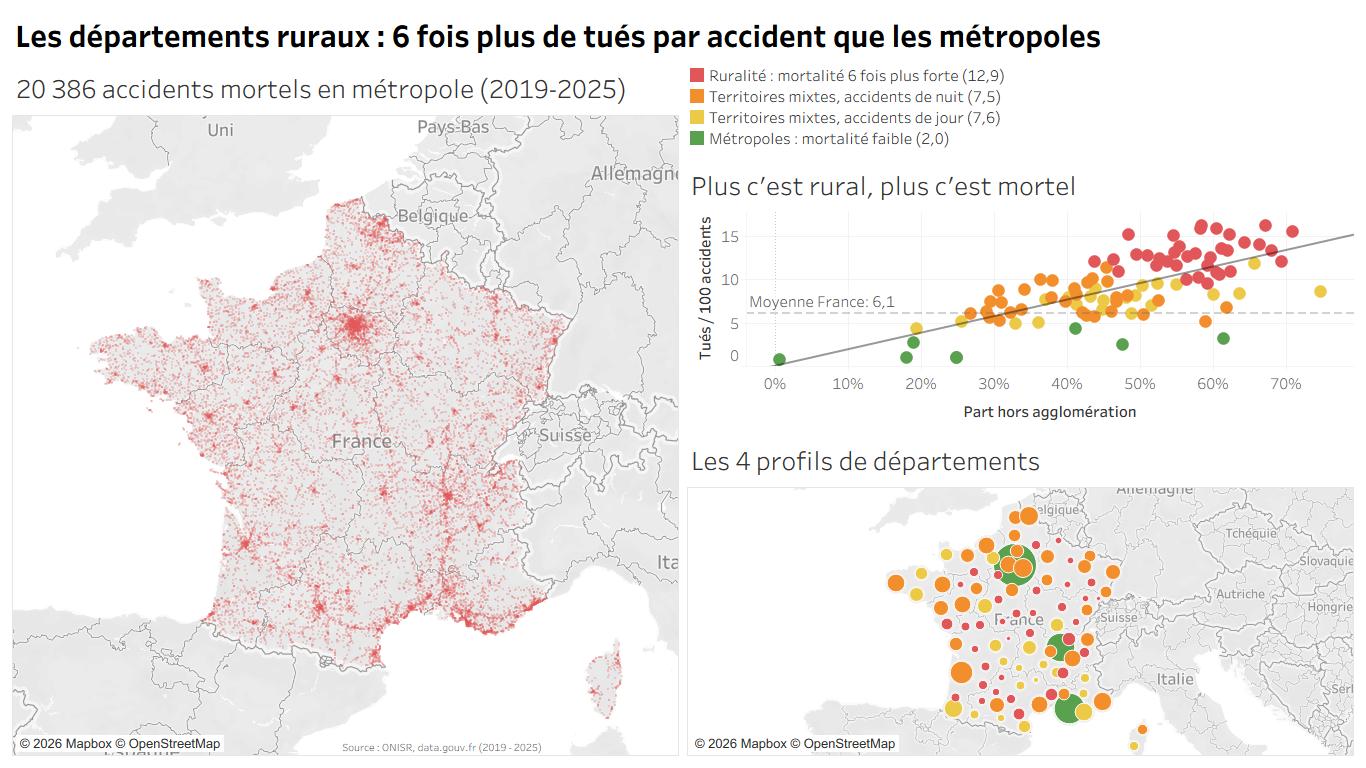 Les départements ruraux : 6 fois plus de tués par accident que les métropoles
20 386 accidents mortels en métropole (2019-2025)
Uni
Pays-Bas
Allemagne
Belgique
France
Suisse
Ita
© 2026 Mapbox © OpenStreetMap
Source : ONISR, data.gouv.fr (2019 - 2025)
Ruralité : mortalité 6 fois plus forte (12,9)
Territoires mixtes, accidents de nuit (7,5)
Territoires mixtes, accidents de jour (7,6)
Métropoles : mortalité faible (2,0)
Plus c’est rural, plus c’est mortel
Tués / 100 accidents
15
10
Moyenne France: 6,1
5
0
0%
10%
20%
30%
40%
50%
60%
70%
Part hors agglomération
Les 4 profils de départements
Allemagne
elgique
Tchéquie
Slovaquie
Autriche
Hongrie
France
Suisse
Italie
Serl
© 2026 Mapbox © OpenStreetMap